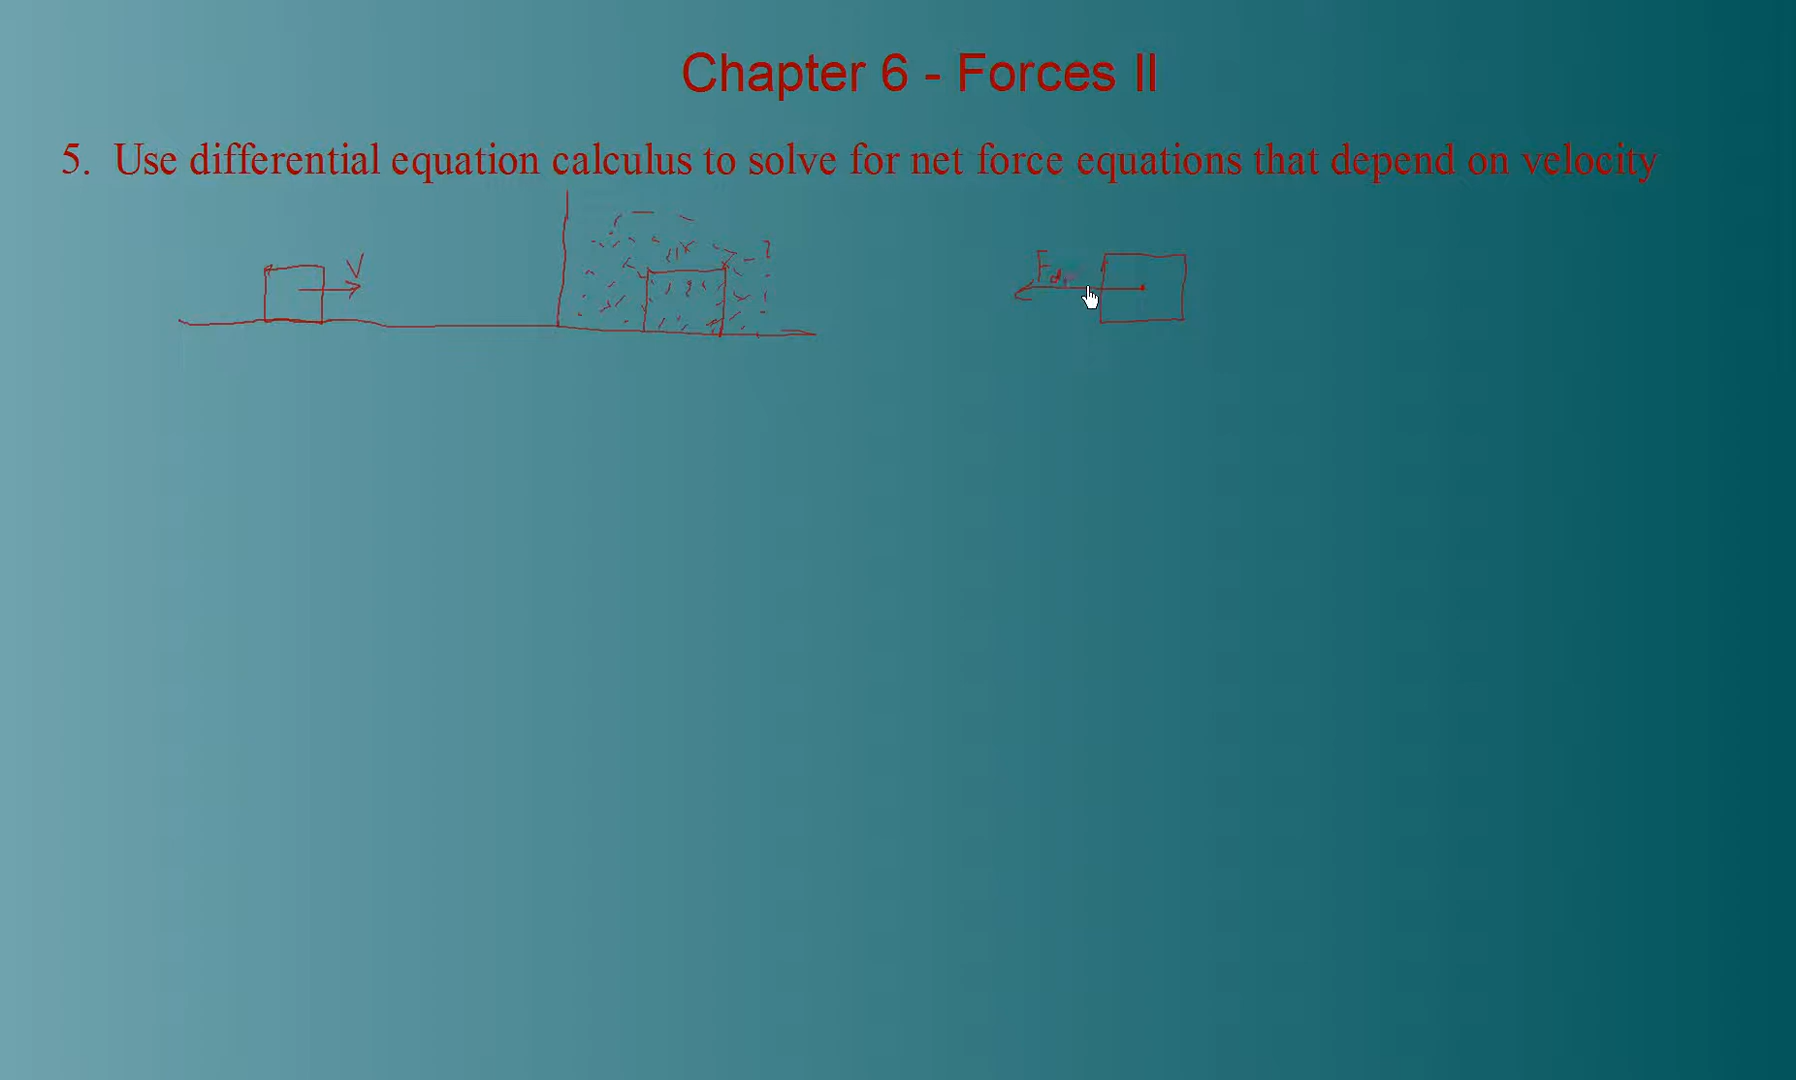 Chapter 6 - Forces II
5. Use differential equation calculus to solve for net force equations that depend on velocity
V